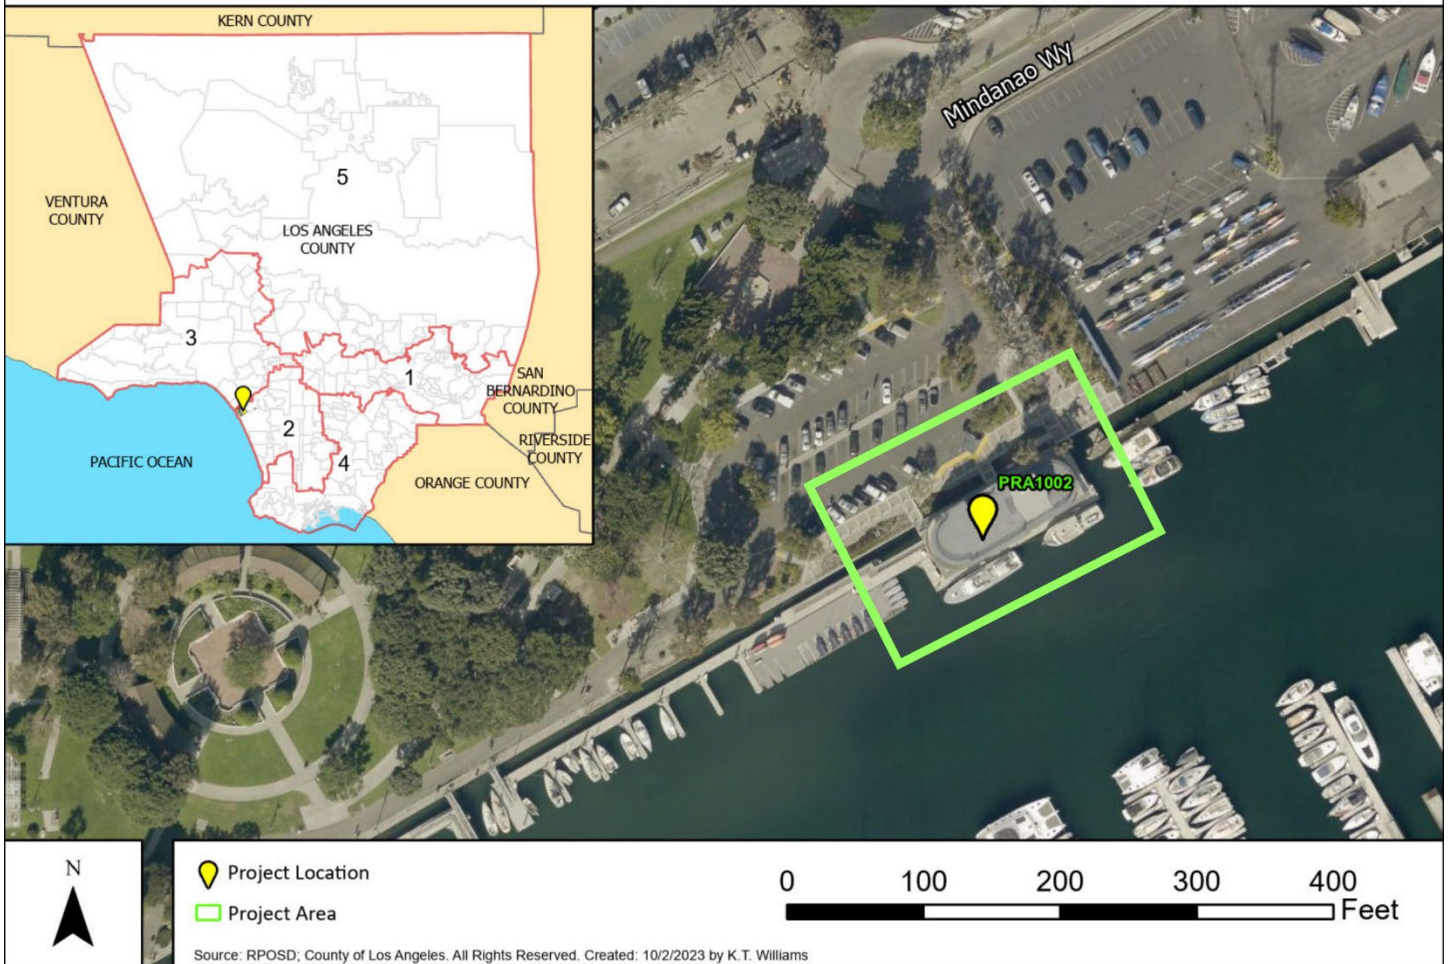 KERN COUNTY
Mindanao Wy
5
VENTURA
COUNTY
LOS ANGELES
COUNTY
3
1
SAN
BERNARDINO
COUNTY
2
RIVERSIDE
COUNTY
4
PACIFIC OCEAN
ORANGE COUNTY
PRA1002
N
Project Location
Project Area
0 100 200 300 400
Feet
Source: RPOSD; County of Los Angeles. All Rights Reserved. Created: 10/2/2023 by K.T. Williams